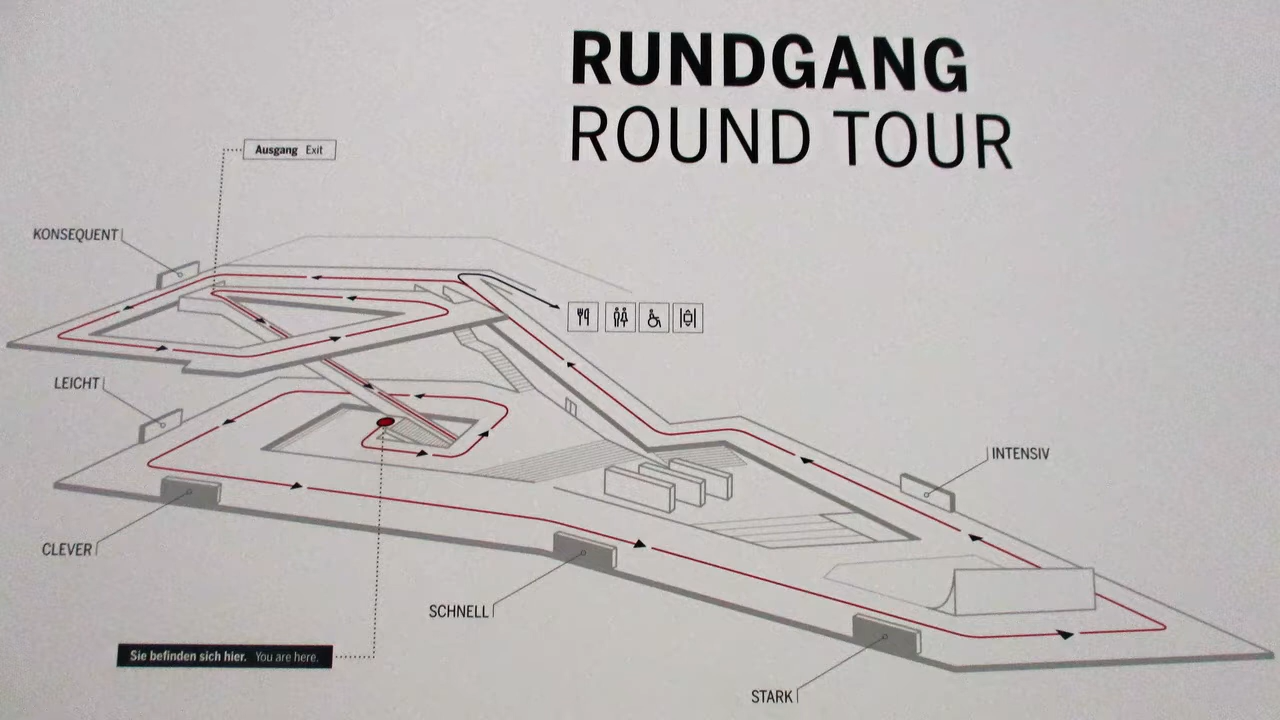 RUNDGANG
ROUND TOUR
Ausgang Exit
KONSEQUENT
LEICHT
INTENSIV
CLEVER
SCHNELL
Sie befinden sich hier. You are here.
STARK